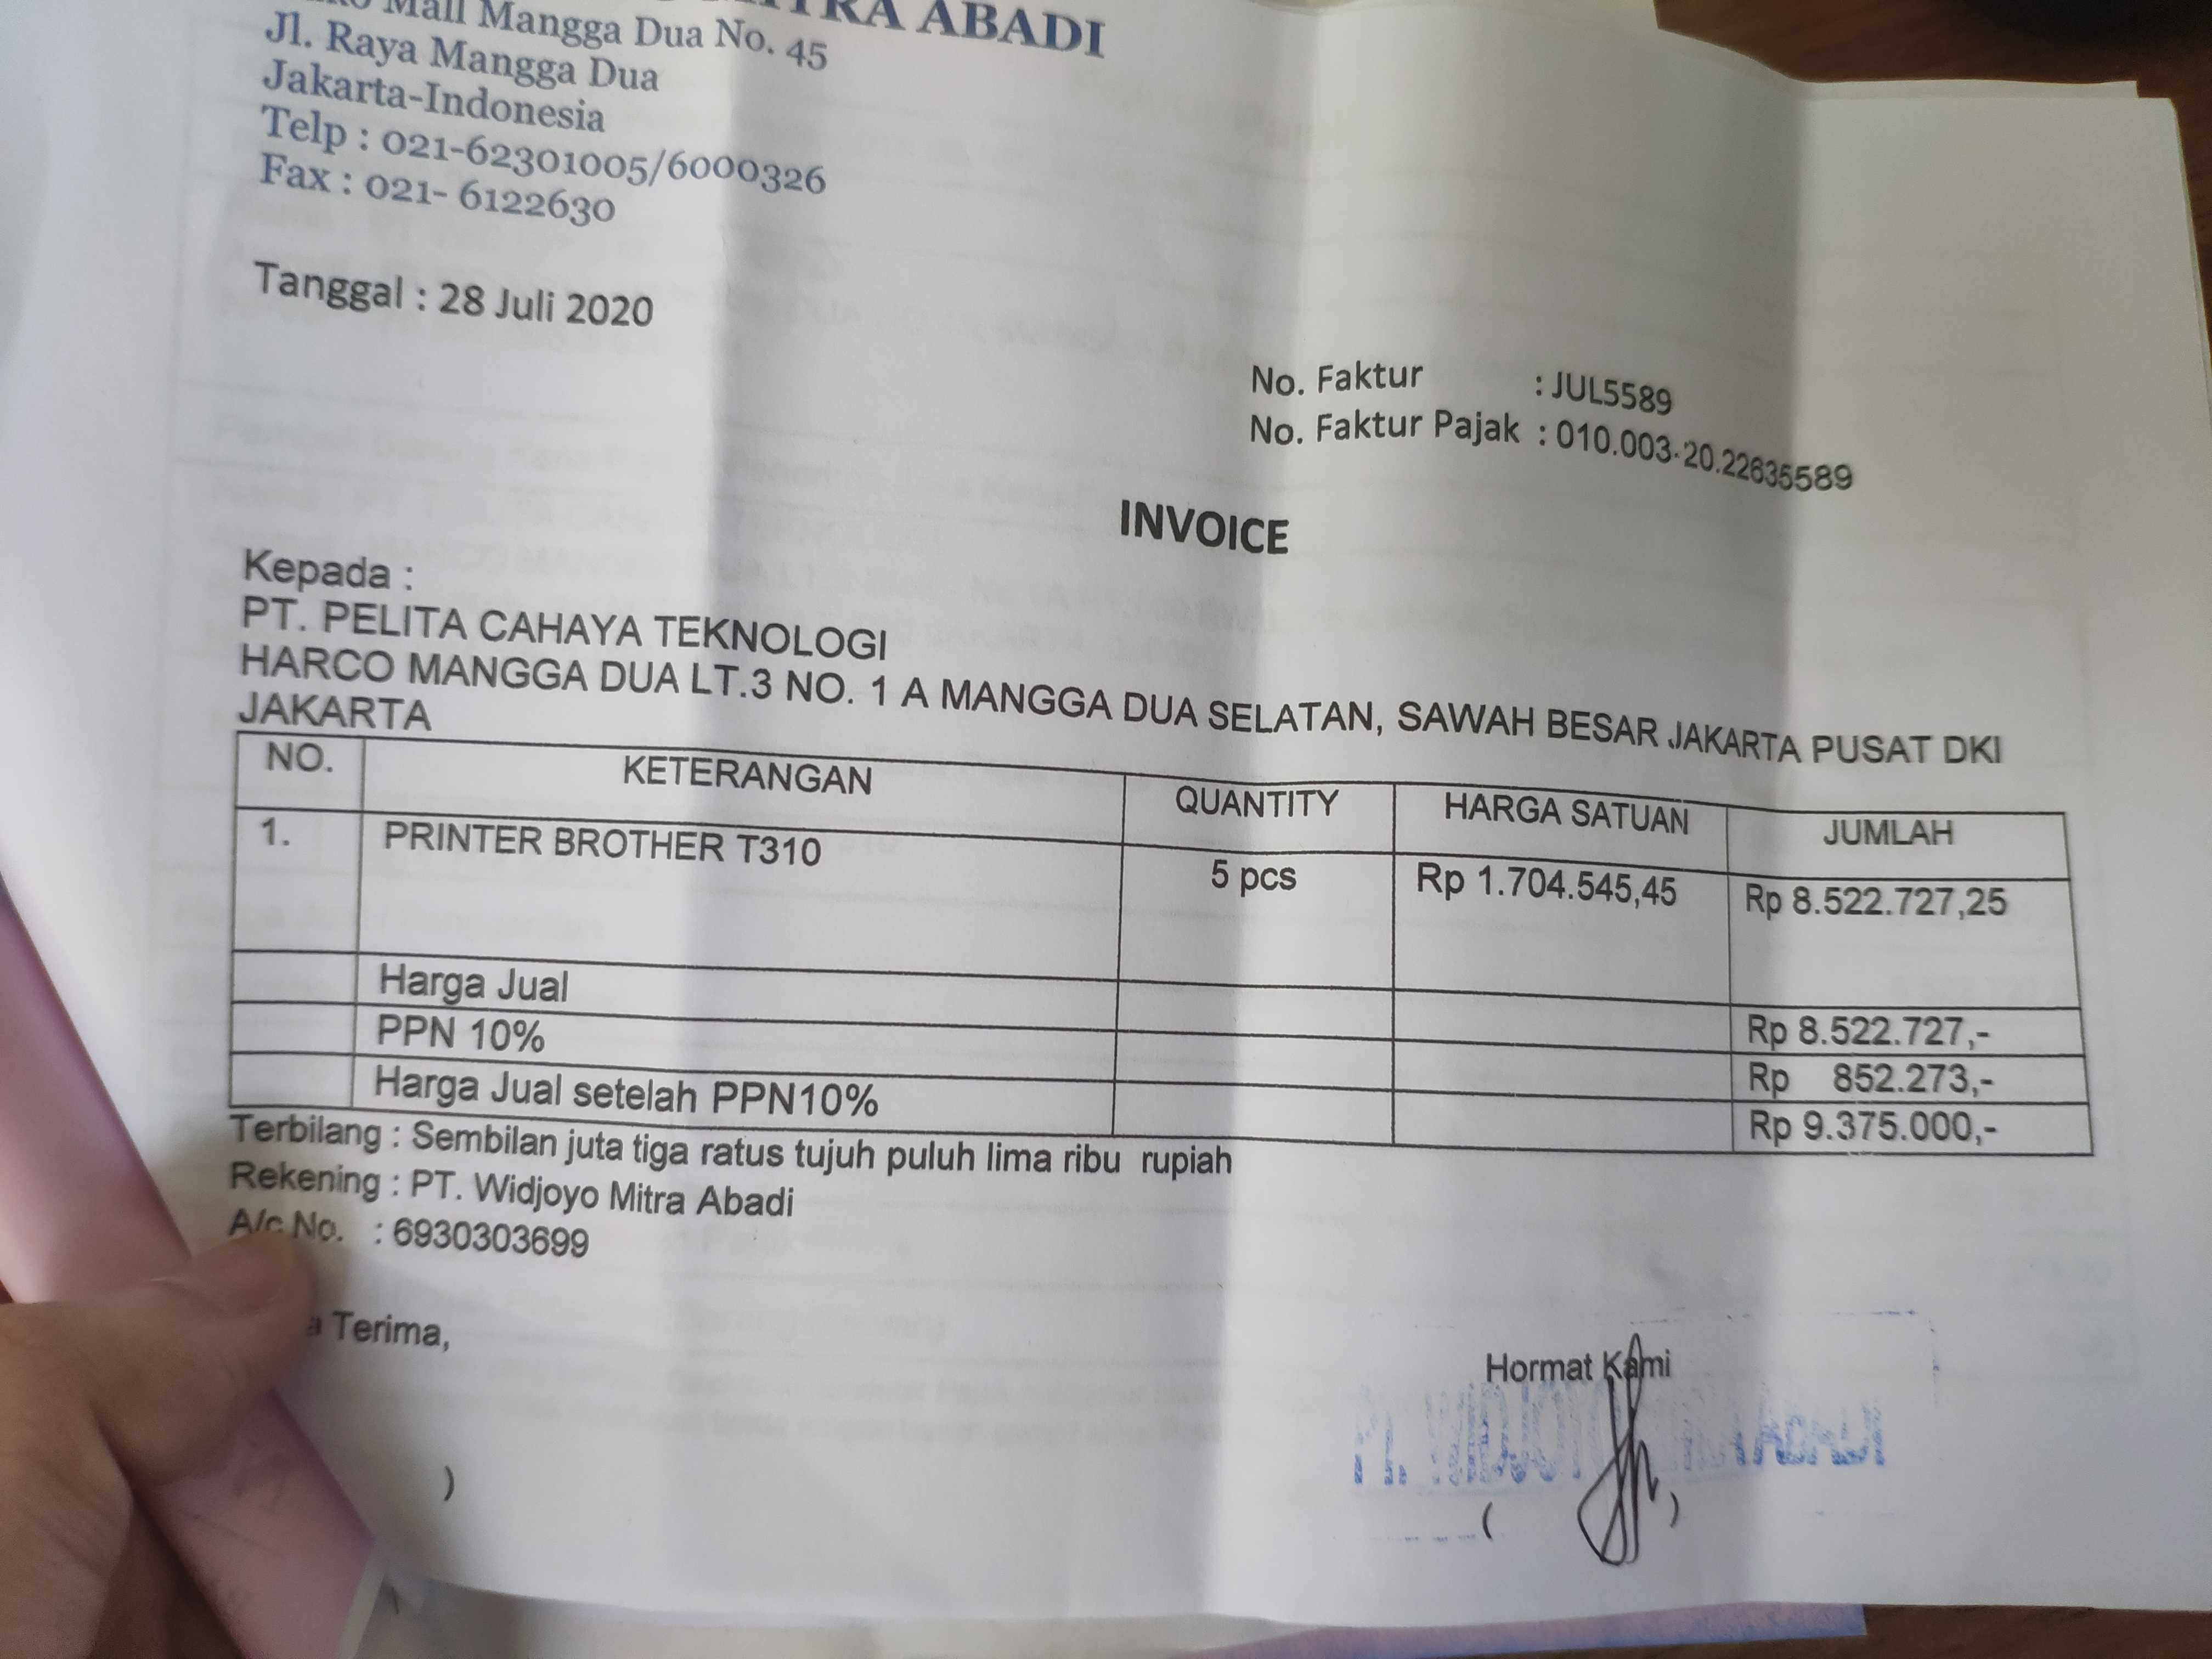 MITRA ABADI
Mall Mangga Dua No. 45
Jl. Raya Mangga Dua
Jakarta-Indonesia
Telp : 021-62301005/6000326
Fax : 021- 6122630
Tanggal : 28 Juli 2020
No. Faktur : JUL5589
No. Faktur Pajak : 010.003-20.22635589
INVOICE
Kepada :
PT. PELITA CAHAYA TEKNOLOGI
HARCO MANGGA DUA LT.3 NO. 1 A MANGGA DUA SELATAN, SAWAH BESAR JAKARTA PUSAT DKI
JAKARTA
NO. KETERANGAN QUANTITY HARGA SATUAN JUMLAH
1. PRINTER BROTHER T310 5 pcs Rp 1.704.545,45 Rp 8.522.727,25
Harga Jual Rp 8.522.727,-
PPN 10% Rp 852.273,-
Harga Jual setelah PPN10% Rp 9.375.000,-
Terbilang : Sembilan juta tiga ratus tujuh puluh lima ribu rupiah
Rekening : PT. Widjoyo Mitra Abadi
A/c No. : 6930303699
Terima,
Hormat Kami
)
( )